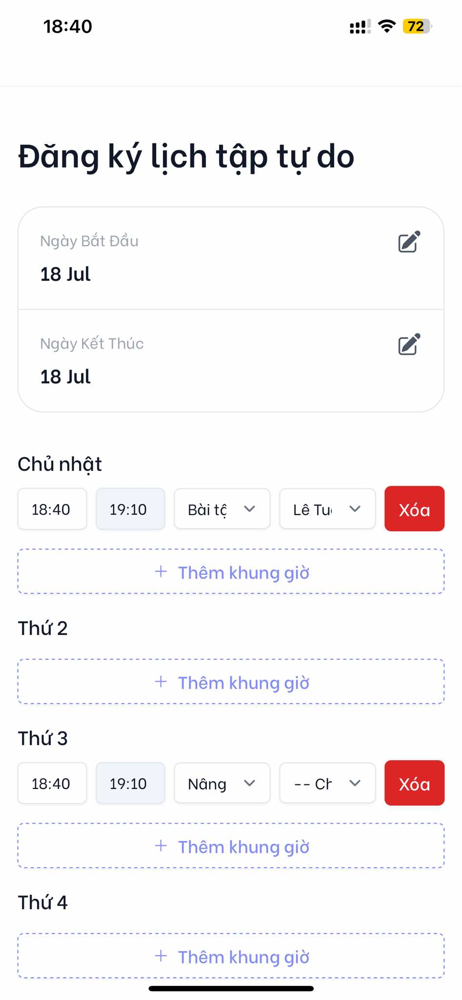 18:40 72
Đăng ký lịch tập tự do
Ngày Bắt Đầu
18 Jul
Ngày Kết Thúc
18 Jul
Chủ nhật
18:40 19:10 Bài tậ Lê Tu Xóa
+ Thêm khung giờ
Thứ 2
+ Thêm khung giờ
Thứ 3
18:40 19:10 Nâng -- Ch Xóa
+ Thêm khung giờ
Thứ 4
+ Thêm khung giờ